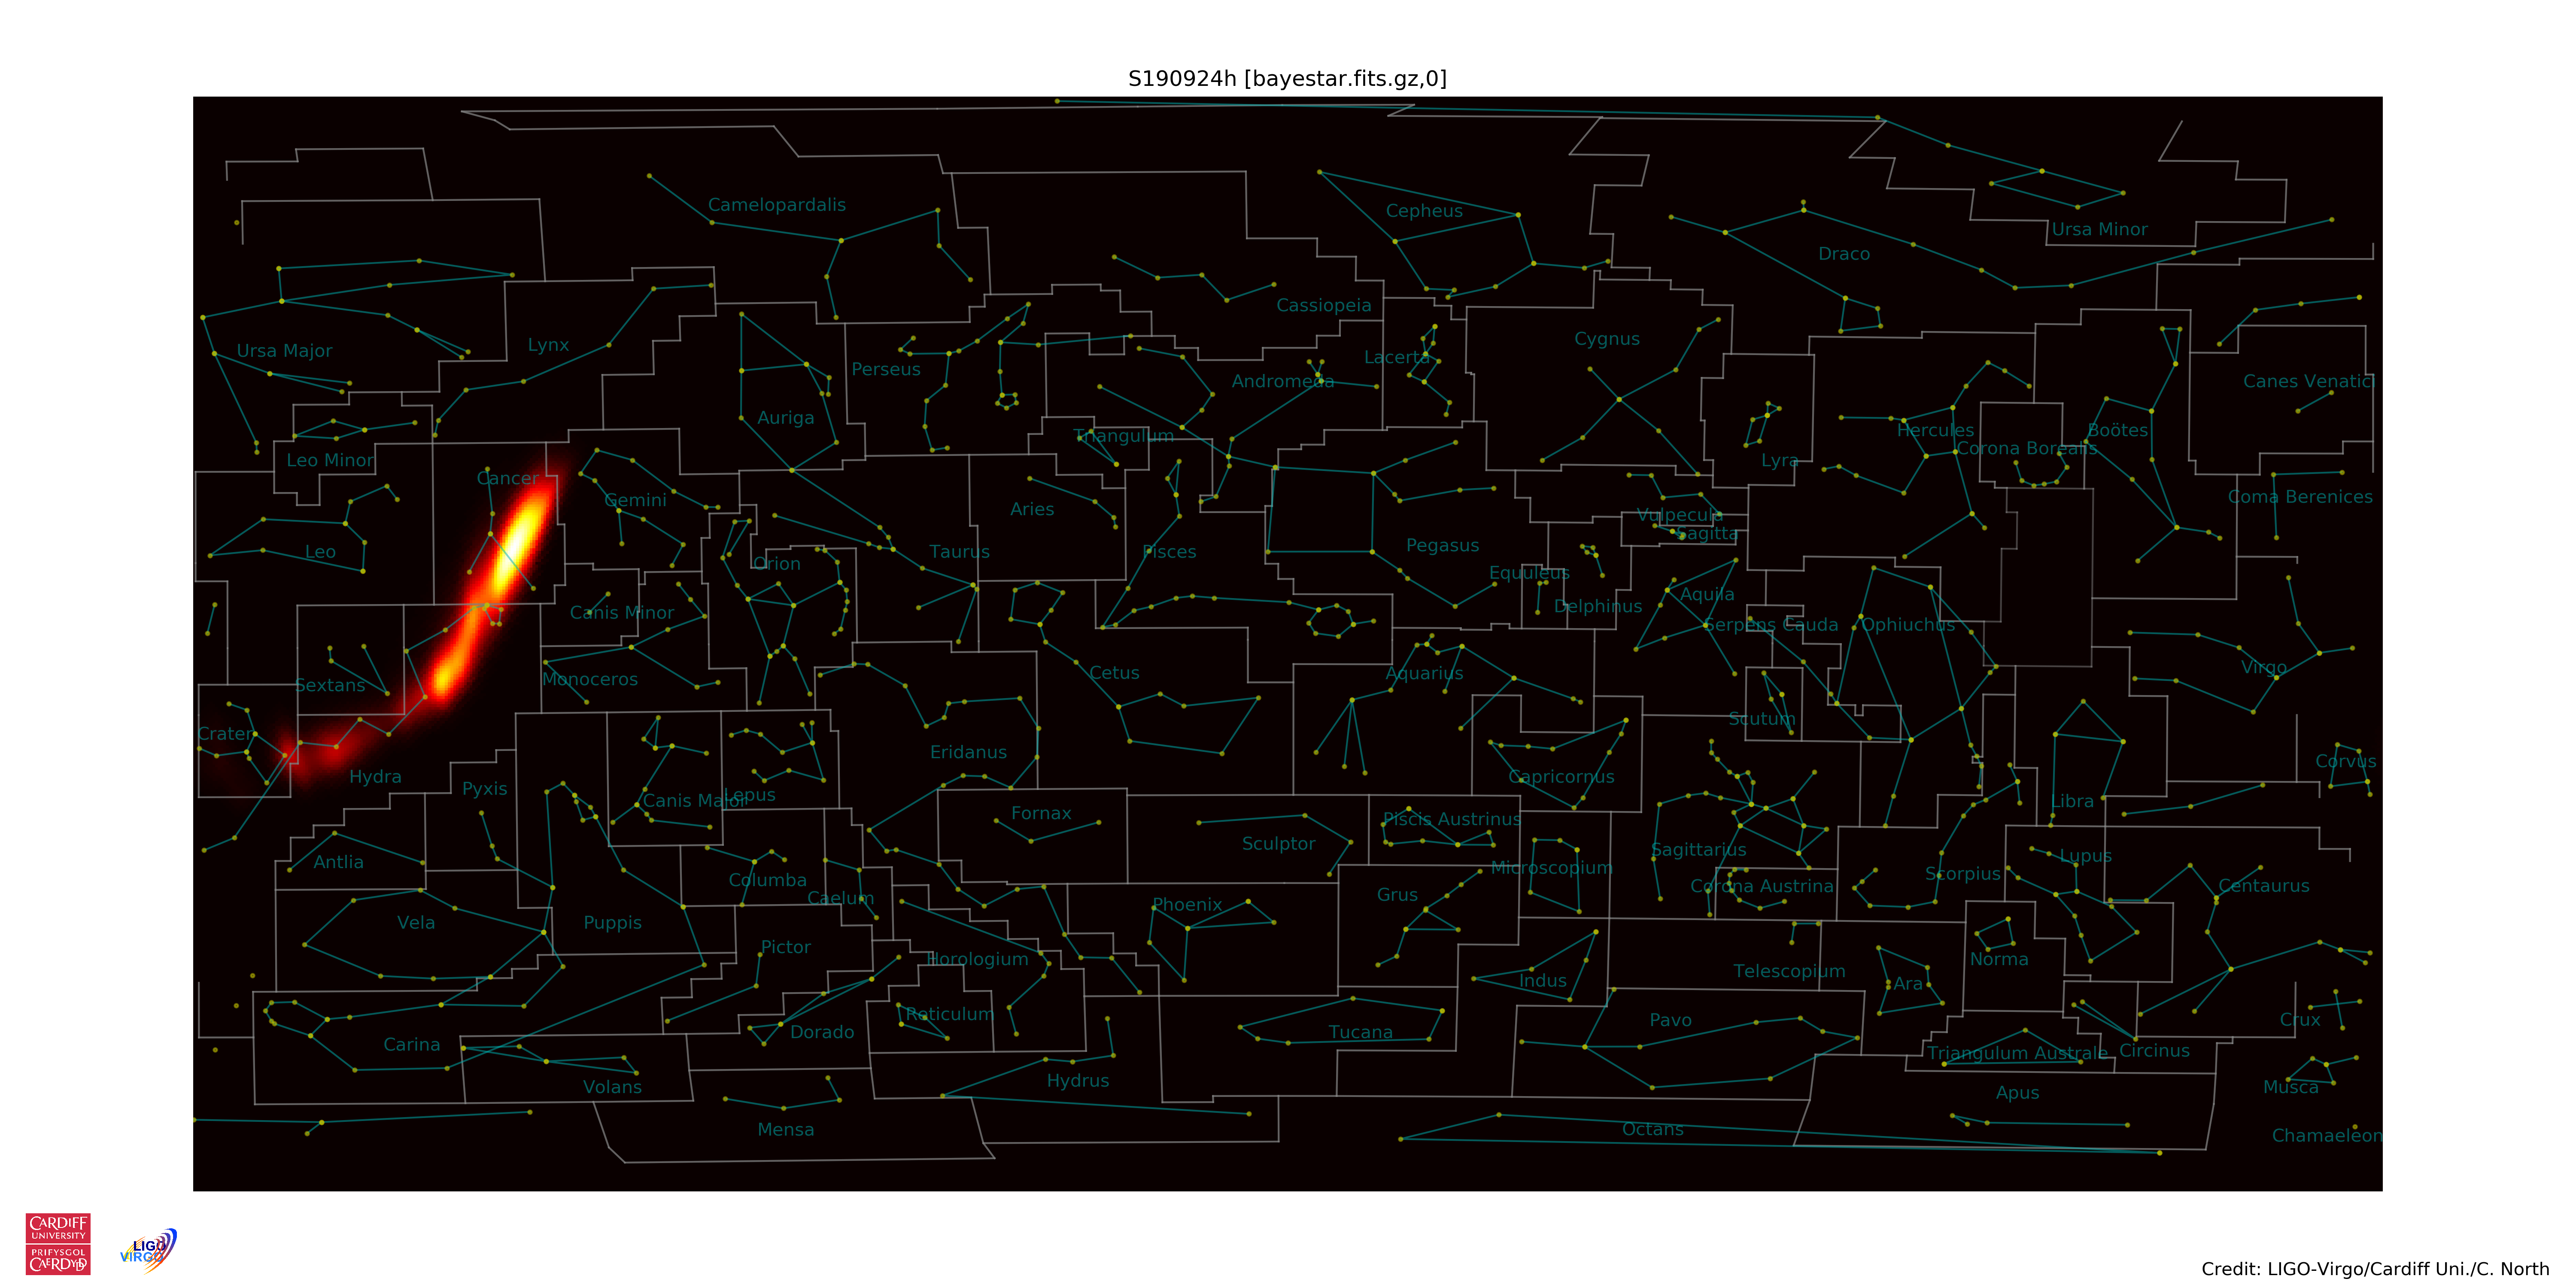 S190924h [bayestar.fits.gz,0]
Camelopardalis
Cepheus
Ursa Minor
Draco
Cassiopeia
Cygnus
Ursa Major
Lynx
Lacerta
Perseus
Andromeda
Canes Venatici
Auriga
Triangulum
Hercules
Boötes
Corona Borealis
Leo Minor
Lyra
Cancer
Gemini
Coma Berenices
Aries
Vulpecula
Sagitta
Leo
Taurus
Pisces
Pegasus
Orion
Equuleus
Aquila
Delphinus
Canis Minor
Serpens Cauda
Ophiuchus
Virgo
Cetus
Aquarius
Monoceros
Sextans
Scutum
Crater
Eridanus
Corvus
Hydra
Capricornus
Pyxis
Lepus
Canis Major
Libra
Fornax
Piscis Austrinus
Sculptor
Sagittarius
Lupus
Antlia
Microscopium
Scorpius
Columba
Corona Austrina
Centaurus
Grus
Caelum
Phoenix
Vela
Puppis
Pictor
Horologium
Norma
Telescopium
Indus
Ara
Reticulum
Pavo
Crux
Dorado
Tucana
Carina
Circinus
Triangulum Australe
Hydrus
Volans
Musca
Apus
Mensa
Octans
Chamaeleon
CARDIFF
UNIVERSITY
PRIFYSGOL
CAERDYDD
LIGO
VIRGO
Credit: LIGO-Virgo/Cardiff Uni./C. North